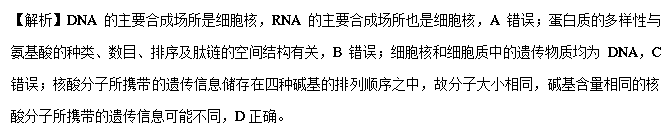 【解析】DNA 的主要合成场所是细胞核，RNA 的主要合成场所也是细胞核，A 错误；蛋白质的多样性与
氨基酸的种类、数目、排序及肽链的空间结构有关，B 错误；细胞核和细胞质中的遗传物质均为 DNA，C
错误；核酸分子所携带的遗传信息储存在四种碱基的排列顺序之中，故分子大小相同，碱基含量相同的核
酸分子所携带的遗传信息可能不同，D 正确。